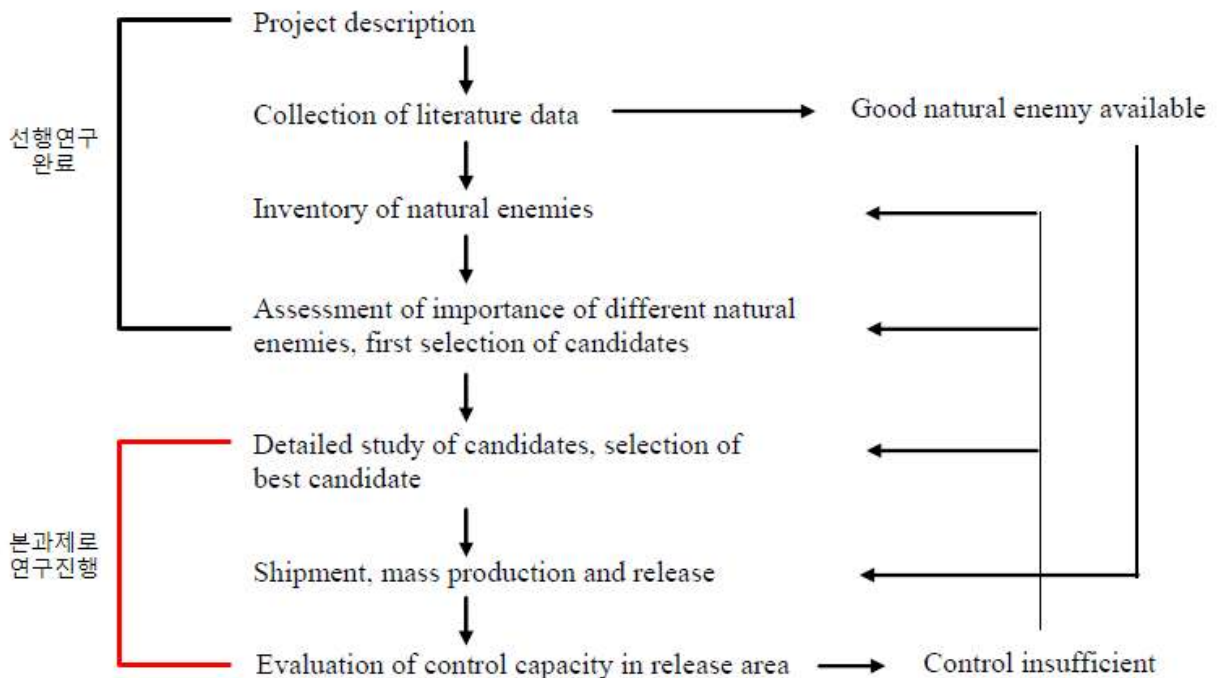 Project description
Collection of literature data
Good natural enemy available
선행연구
완료
Inventory of natural enemies
Assessment of importance of different natural
enemies, first selection of candidates
Detailed study of candidates, selection of
best candidate
본과제로
연구진행
Shipment, mass production and release
Evaluation of control capacity in release area
Control insufficient